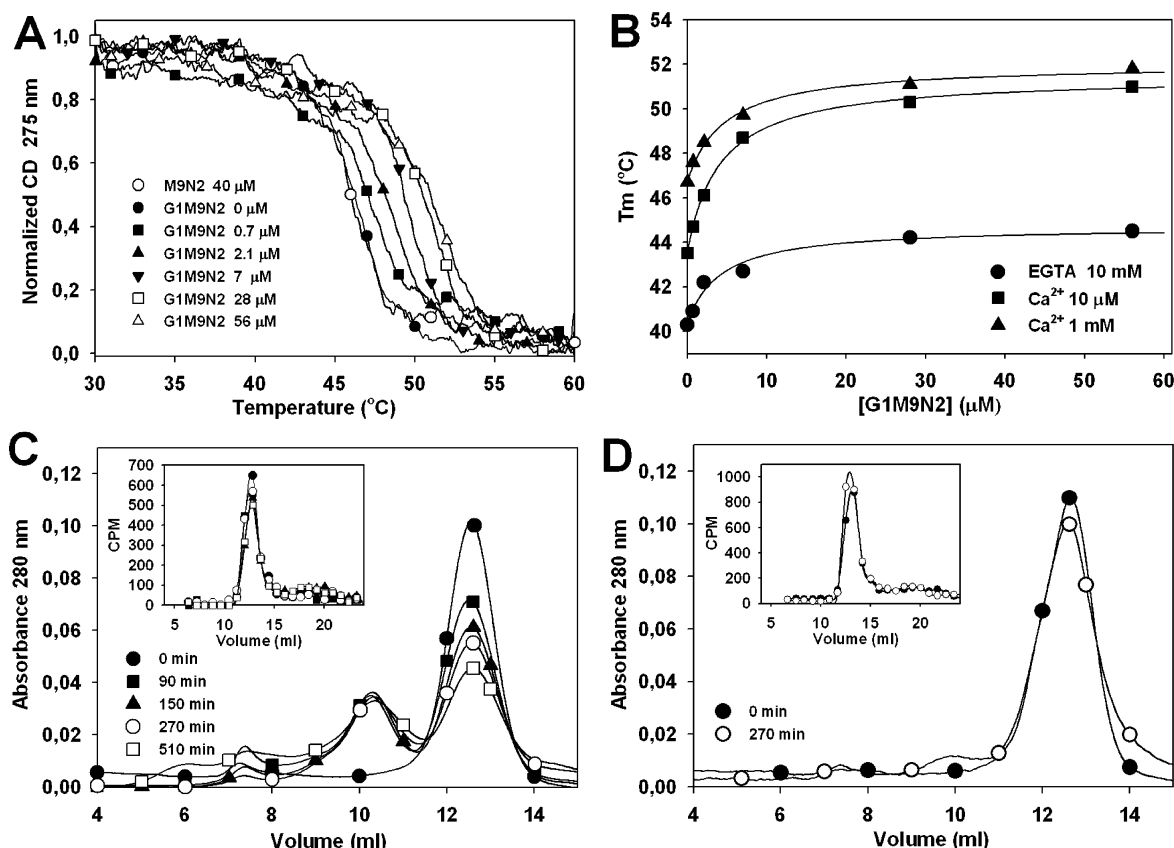 A
Normalized CD 275 nm
1,0
0,8
0,6
0,4
0,2
0,0
M9N2 40 μM
G1M9N2 0 μM
G1M9N2 0.7 μM
G1M9N2 2.1 μM
G1M9N2 7 μM
G1M9N2 28 μM
G1M9N2 56 μM
30 35 40 45 50 55 60
Temperature (°C)
B
Tm (°C)
54
52
50
48
46
44
42
40
EGTA 10 mM
Ca²⁺ 10 μM
Ca²⁺ 1 mM
0 10 20 30 40 50 60
[G1M9N2] (μM)
C
Absorbance 280 nm
0,12
0,10
0,08
0,06
0,04
0,02
0,00
CPM
700
600
500
400
300
200
100
0
5 10 15 20
Volume (ml)
0 min
90 min
150 min
270 min
510 min
4 6 8 10 12 14
Volume (ml)
D
Absorbance 280 nm
0,12
0,10
0,08
0,06
0,04
0,02
0,00
CPM
1000
800
600
400
200
0
5 10 15 20
Volume (ml)
0 min
270 min
4 6 8 10 12 14
Volume (ml)